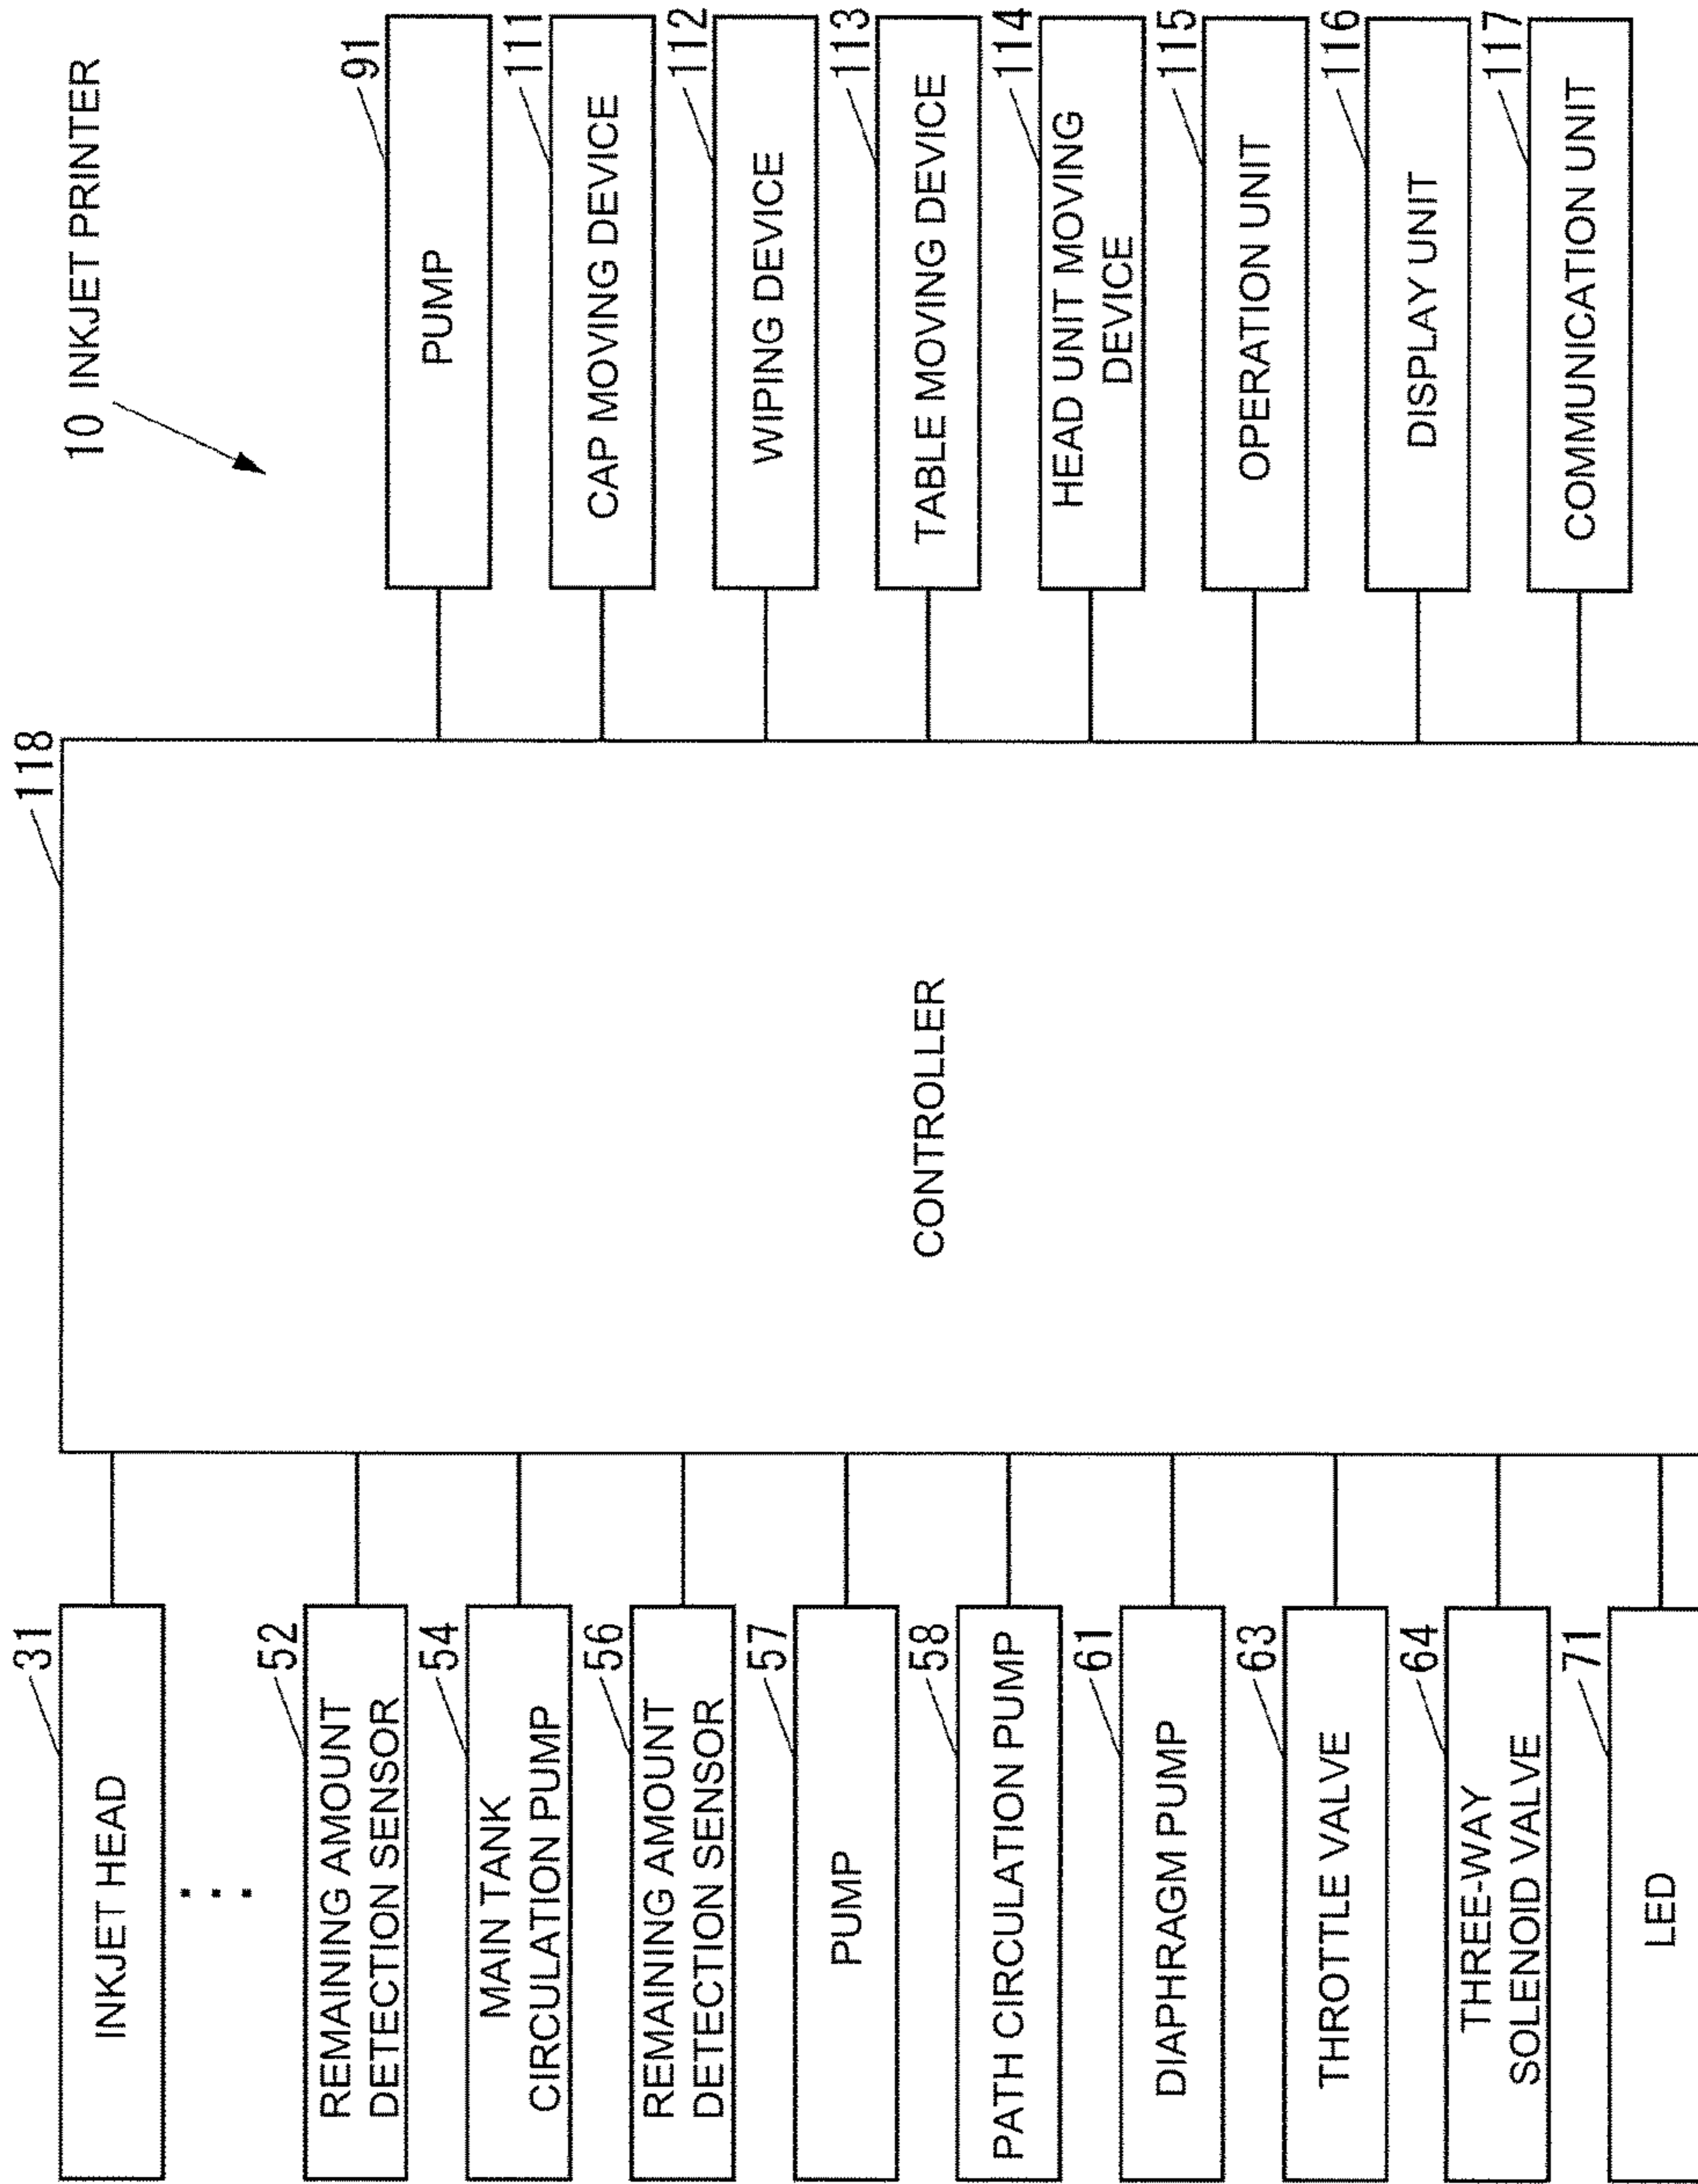 10 INKJET PRINTER
118
CONTROLLER
31
INKJET HEAD
...
52
REMAINING AMOUNT
DETECTION SENSOR
54
MAIN TANK
CIRCULATION PUMP
56
REMAINING AMOUNT
DETECTION SENSOR
57
PUMP
58
PATH CIRCULATION PUMP
61
DIAPHRAGM PUMP
63
THROTTLE VALVE
64
THREE-WAY
SOLENOID VALVE
71
LED
91
PUMP
111
CAP MOVING DEVICE
112
WIPING DEVICE
113
TABLE MOVING DEVICE
114
HEAD UNIT MOVING
DEVICE
115
OPERATION UNIT
116
DISPLAY UNIT
117
COMMUNICATION UNIT